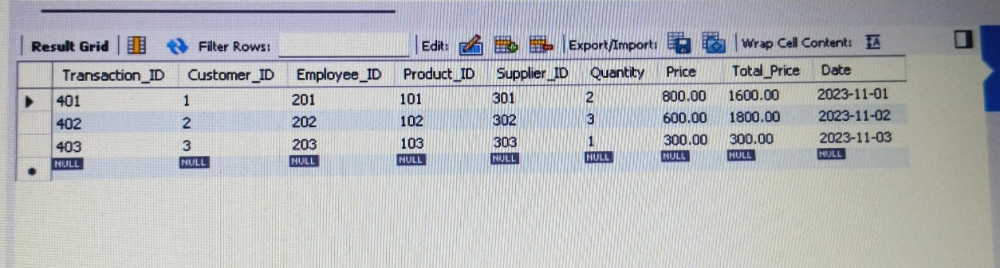 Result Grid Filter Rows: Edit: Export/Import: Wrap Cell Content: IA
Transaction_ID Customer_ID Employee_ID Product_ID Supplier_ID Quantity Price Total_Price Date
401 1 201 101 301 2 800.00 1600.00 2023-11-01
402 2 202 102 302 3 600.00 1800.00 2023-11-02
403 3 203 103 303 1 300.00 300.00 2023-11-03
NULL NULL NULL NULL NULL NULL NULL NULL NULL